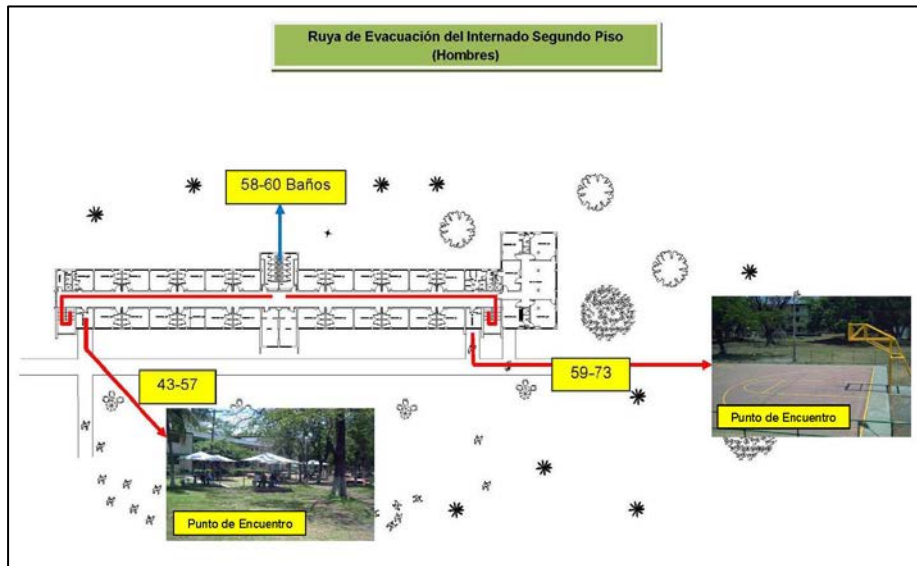 Ruya de Evacuación del Internado Segundo Piso
(Hombres)
58-60 Baños
43-57
59-73
Punto de Encuentro
Punto de Encuentro